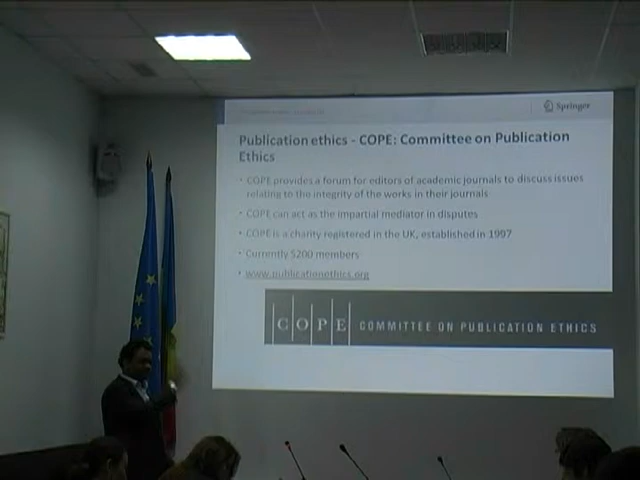 Springer
Publication ethics - COPE: Committee on Publication
Ethics
• COPE provides a forum for editors of academic journals to discuss issues
relating to the integrity of the works in their journals
• COPE can act as the impartial mediator in disputes
• COPE is a charity registered in the UK, established in 1997
• Currently 5200 members
• www.publicationethics.org
COPE COMMITTEE ON PUBLICATION ETHICS